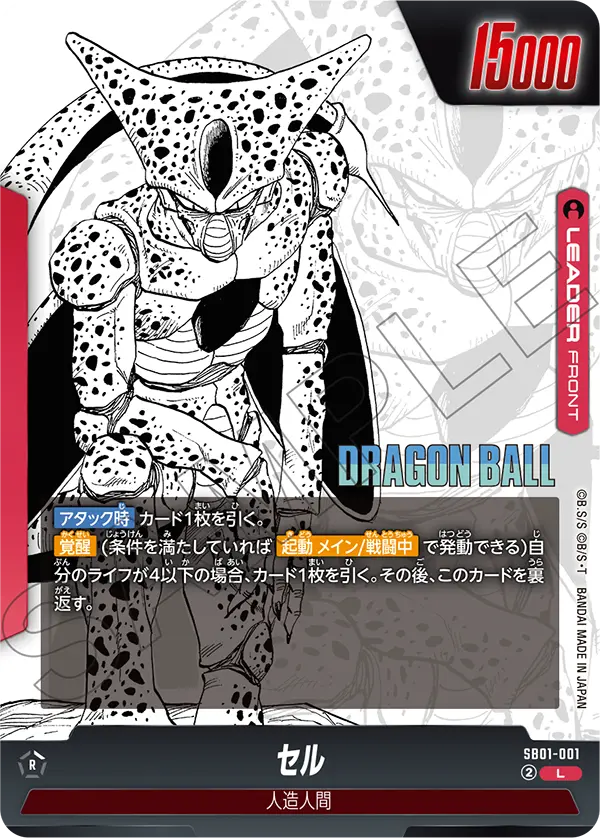 15000
LEADER FRONT
DRAGON BALL
アタック時 カード1枚を引く。
覚醒 (条件を満たしていれば 起動メイン/戦闘中 で発動できる)自
分のライフが4以下の場合、カード1枚を引く。その後、このカードを裏
返す。
SAMPLE
©B.S/S ©B/S・T BANDAI MADE IN JAPAN
R
セル
SB01-001
② L
人造人間